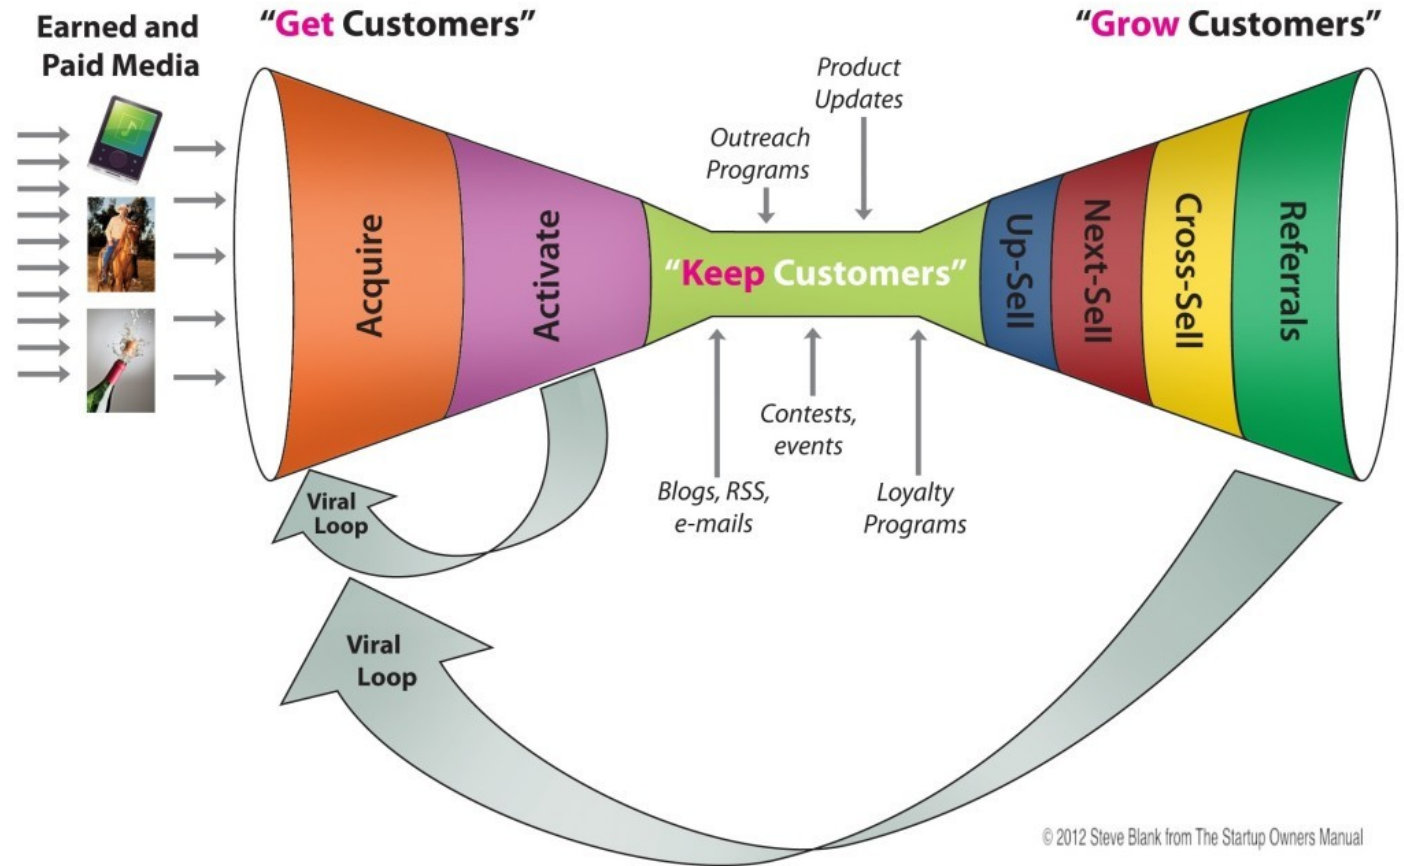 Earned and
Paid Media
“Get Customers”
“Grow Customers”
Product
Updates
Outreach
Programs
Acquire
Activate
“Keep Customers”
Up-Sell
Next-Sell
Cross-Sell
Referrals
Contests,
events
Blogs, RSS,
e-mails
Loyalty
Programs
Viral
Loop
Viral
Loop
© 2012 Steve Blank from The Startup Owners Manual